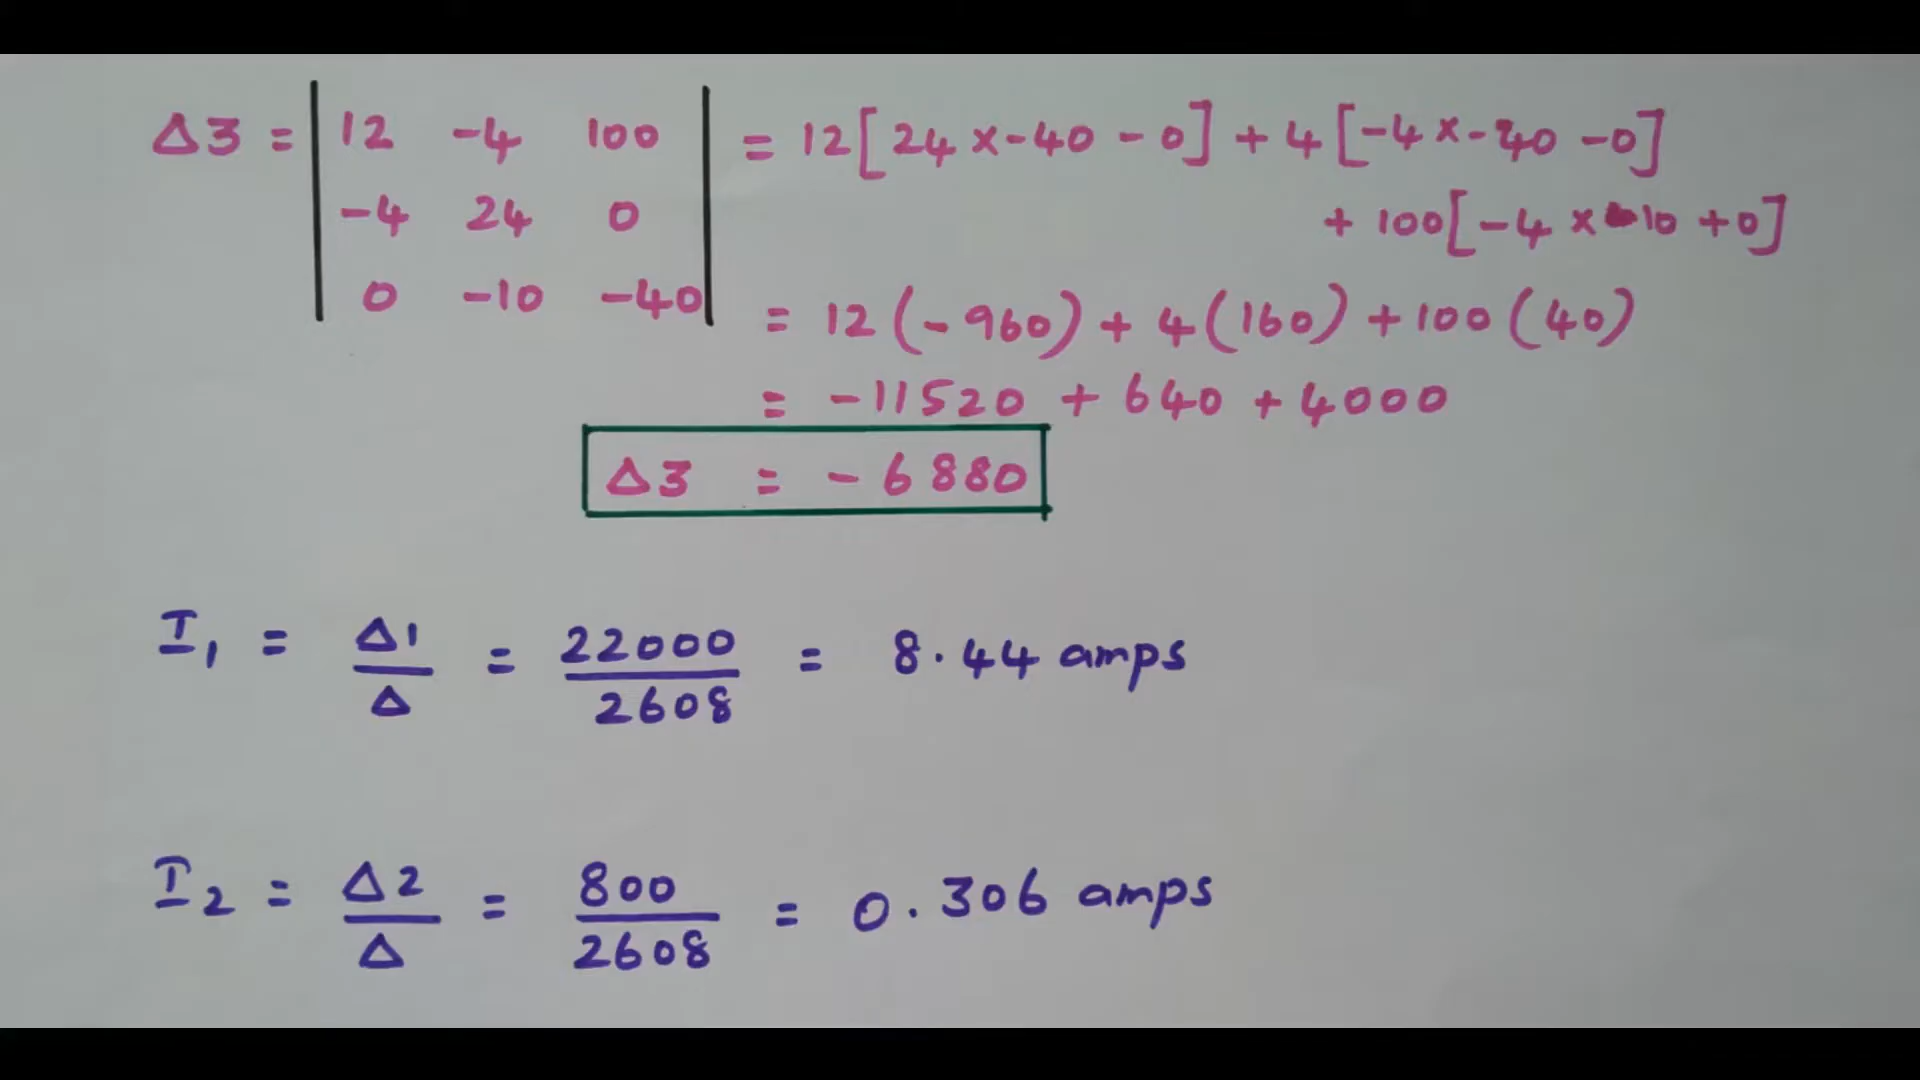 Δ3 = | 12 -4 100 | = 12[24 x -40 - 0] + 4[-4 x -40 - 0]
-4 24 0 + 100[-4 x -10 + 0]
0 -10 -40 = 12(-960) + 4(160) + 100(40)
= -11520 + 640 + 4000
Δ3 = -6880
I1 = Δ1/Δ = 22000/2608 = 8.44 amps
I2 = Δ2/Δ = 800/2608 = 0.306 amps